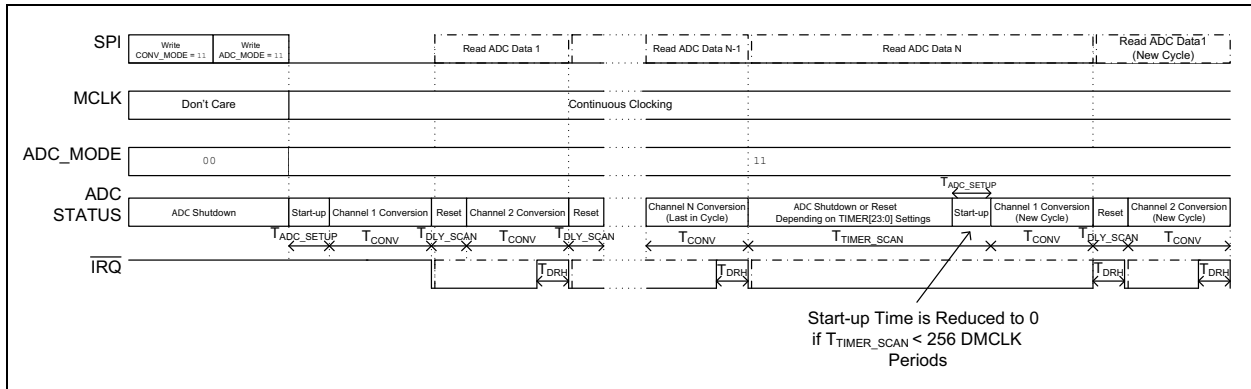 SPI
Write
CONV_MODE = 11
Write
ADC_MODE = 11
Read ADC Data 1
Read ADC Data N-1
Read ADC Data N
Read ADC Data1
(New Cycle)
MCLK
Don't Care
Continuous Clocking
ADC_MODE
00
11
ADC
STATUS
TADC_SETUP
ADC Shutdown
Start-up
Channel 1 Conversion
Reset
Channel 2 Conversion
Reset
Channel N Conversion
(Last in Cycle)
ADC Shutdown or Reset
Depending on TIMER[23:0] Settings
Start-up
Channel 1 Conversion
(New Cycle)
Reset
Channel 2 Conversion
(New Cycle)
TADC_SETUP
TCONV
TDLY_SCAN
TCONV
TDLY_SCAN
TCONV
TTIMER_SCAN
TCONV
TDLY_SCAN
TCONV
IRQ
TDRH
TDRH
TDRH
TDRH
Start-up Time is Reduced to 0
if TTIMER_SCAN < 256 DMCLK
Periods